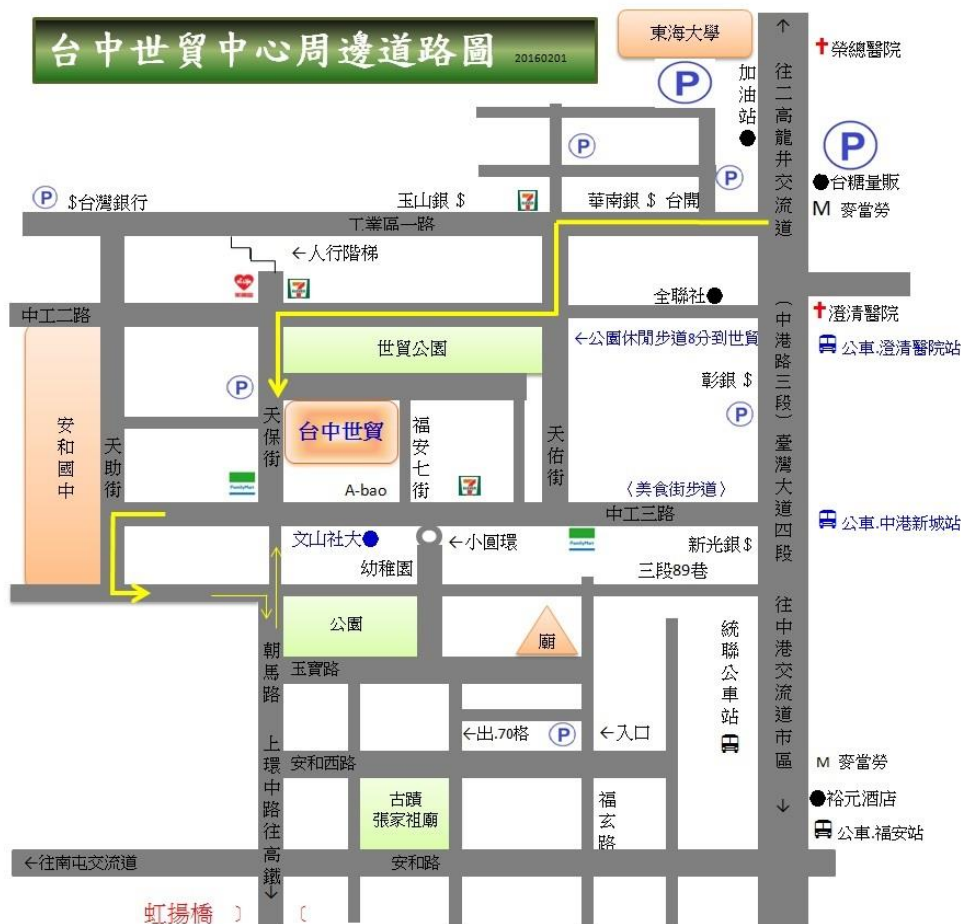 台中世貿中心周邊道路圖 20160201
東海大學
P
加油站
↑ 往二高龍井交流道
榮總醫院
P
P
P
台糖量販
M 麥當勞
P $台灣銀行
玉山銀 $
華南銀 $ 台開
工業區一路
←人行階梯
全聯社
中工二路
(中港路三段)臺灣大道四段
澄清醫院
公車.澄清醫院站
世貿公園
←公園休閒步道8分到世貿
彰銀 $
P
P
安和國中
天助街
天保街
台中世貿
福安七街
天佑街
FamilyMart
A-bao
〈美食街步道〉
中工三路
公車.中港新城站
文山社大
←小圓環
FamilyMart
新光銀$
幼稚園
三段89巷
公園
廟
朝馬路
玉寶路
統聯公車站
往中港交流道市區 ↓
←出.70格 P
←入口
上環中路往高鐵↓
安和西路
M 麥當勞
古蹟
張家祖廟
福玄路
裕元酒店
公車.福安站
←往南屯交流道
安和路
虹揚橋 ﹞ ﹝